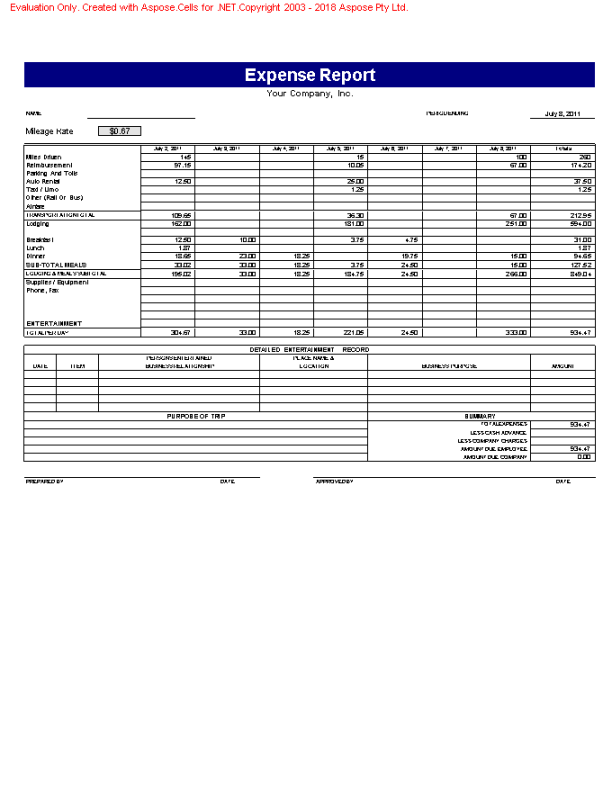 Evaluation Only. Created with Aspose.Cells for .NET.Copyright 2003 - 2018 Aspose Pty Ltd.
Expense Report
Your Company, Inc.
NAME PERIOD ENDING July 8, 2011
Mileage Rate $0.67
July 2, 2011 July 3, 2011 July 4, 2011 July 5, 2011 July 6, 2011 July 7, 2011 July 8, 2011 Totals
Miles Driven 145 15 100 260
Reimbursement 97.15 10.05 67.00 174.20
Parking And Tolls
Auto Rental 12.50 25.00 37.50
Taxi / Limo 1.25 1.25
Other (Rail Or Bus)
Airfare
TRANSPORTATION TOTAL 109.65 36.30 67.00 212.95
Lodging 162.00 181.00 251.00 594.00
Breakfast 12.50 10.00 3.75 4.75 31.00
Lunch 1.87 1.87
Dinner 18.65 23.00 18.25 19.75 15.00 94.65
SUB-TOTAL MEALS 33.02 33.00 18.25 3.75 24.50 15.00 127.52
LODGING & MEALS SUBTOTAL 195.02 33.00 18.25 184.75 24.50 266.00 849.04
Supplies / Equipment
Phone, Fax
ENTERTAINMENT
TOTAL PER DAY 304.67 33.00 18.25 221.05 24.50 333.00 934.47
DETAILED ENTERTAINMENT RECORD
PERSONS ENTERTAINED PLACE NAME &
DATE ITEM BUSINESS RELATIONSHIP LOCATION BUSINESS PURPOSE AMOUNT
PURPOSE OF TRIP SUMMARY
TOTAL EXPENSES 934.47
LESS CASH ADVANCE
LESS COMPANY CHARGES
AMOUNT DUE EMPLOYEE 934.47
AMOUNT DUE COMPANY 0.00
PREPARED BY DATE APPROVED BY DATE